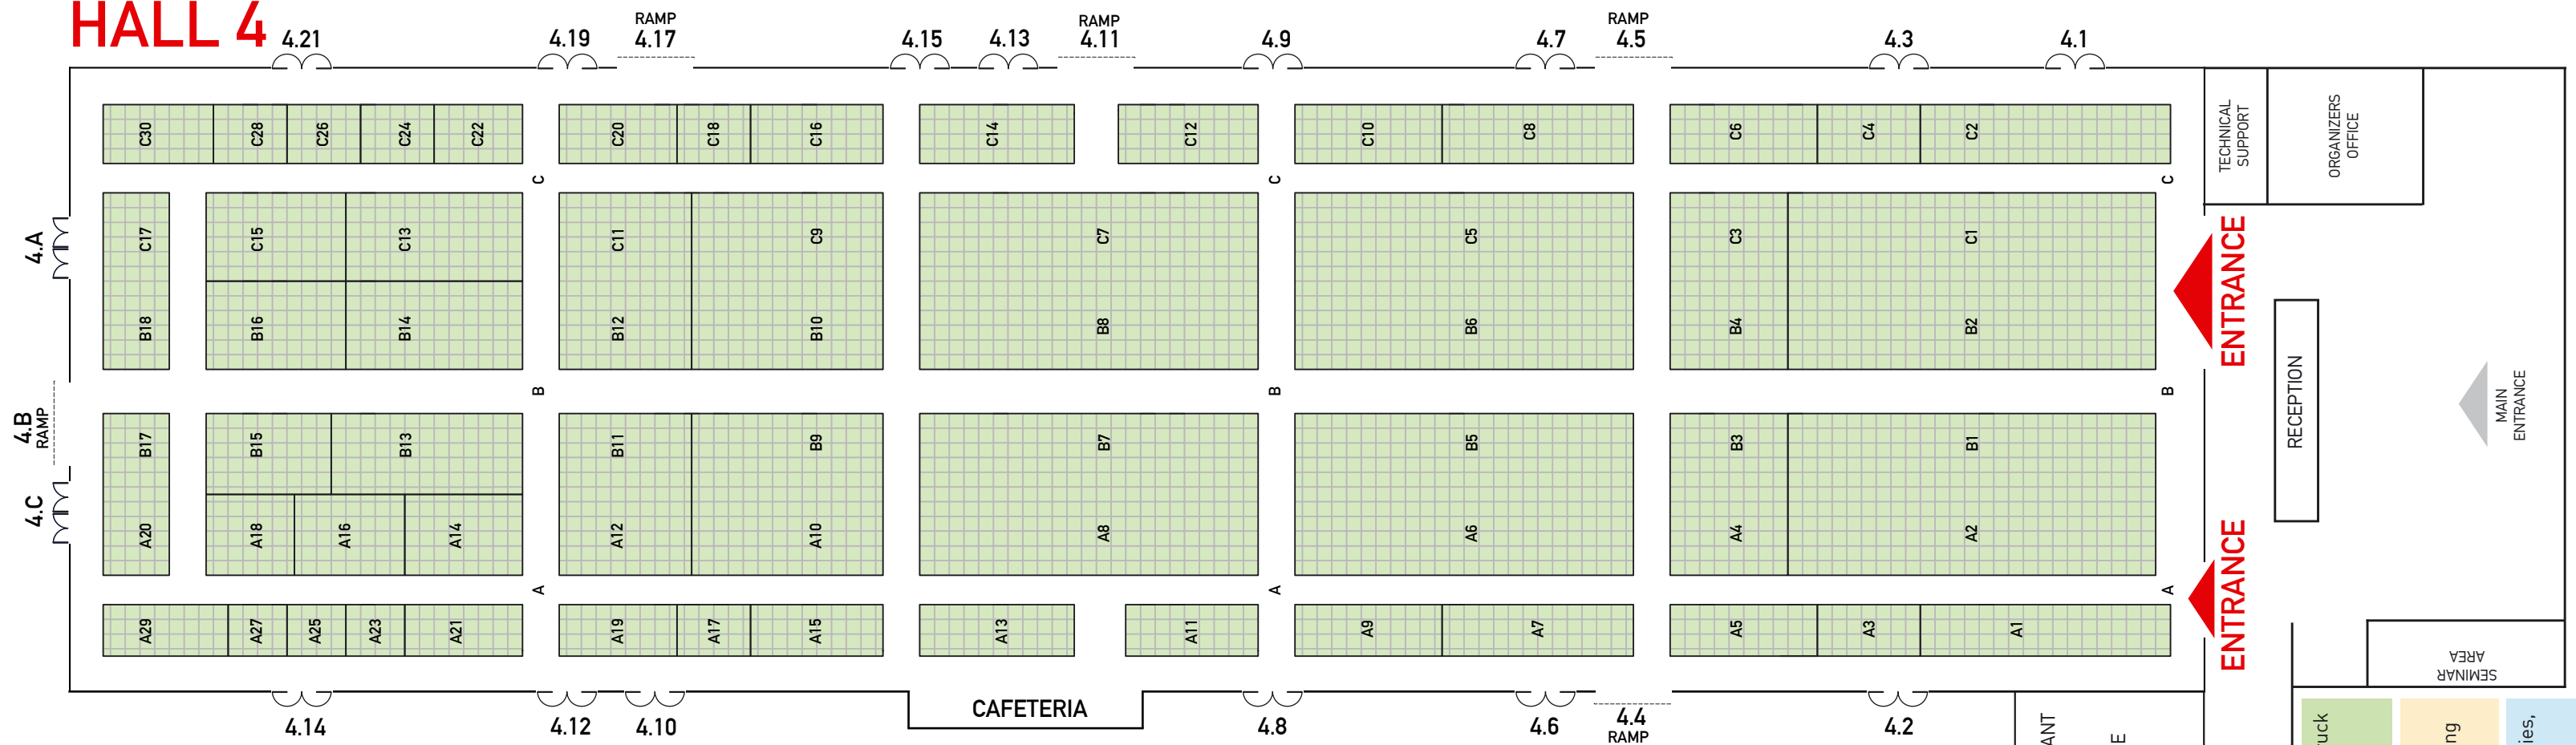 HALL 4
4.21
4.19
RAMP
4.17
4.15
4.13
RAMP
4.11
4.9
4.7
RAMP
4.5
4.3
4.1
C30
C28
C26
C24
C22
C20
C18
C16
C14
C12
C10
C8
C6
C4
C2
TECHNICAL
SUPPORT
ORGANIZERS
OFFICE
C
C
C
4.A
C17
C15
C13
C11
C9
C7
C5
C3
C1
ENTRANCE
B18
B16
B14
B12
B10
B8
B6
B4
B2
B
B
B
RECEPTION
MAIN
ENTRANCE
4.B
RAMP
B17
B15
B13
B11
B9
B7
B5
B3
B1
4.C
A20
A18
A16
A14
A12
A10
A8
A6
A4
A2
ENTRANCE
A
A
A
A29
A27
A25
A23
A21
A19
A17
A15
A13
A11
A9
A7
A5
A3
A1
SEMINAR
AREA
4.14
4.12
4.10
CAFETERIA
4.8
4.6
4.4
RAMP
4.2
ANT
E
uck
ng
ies,